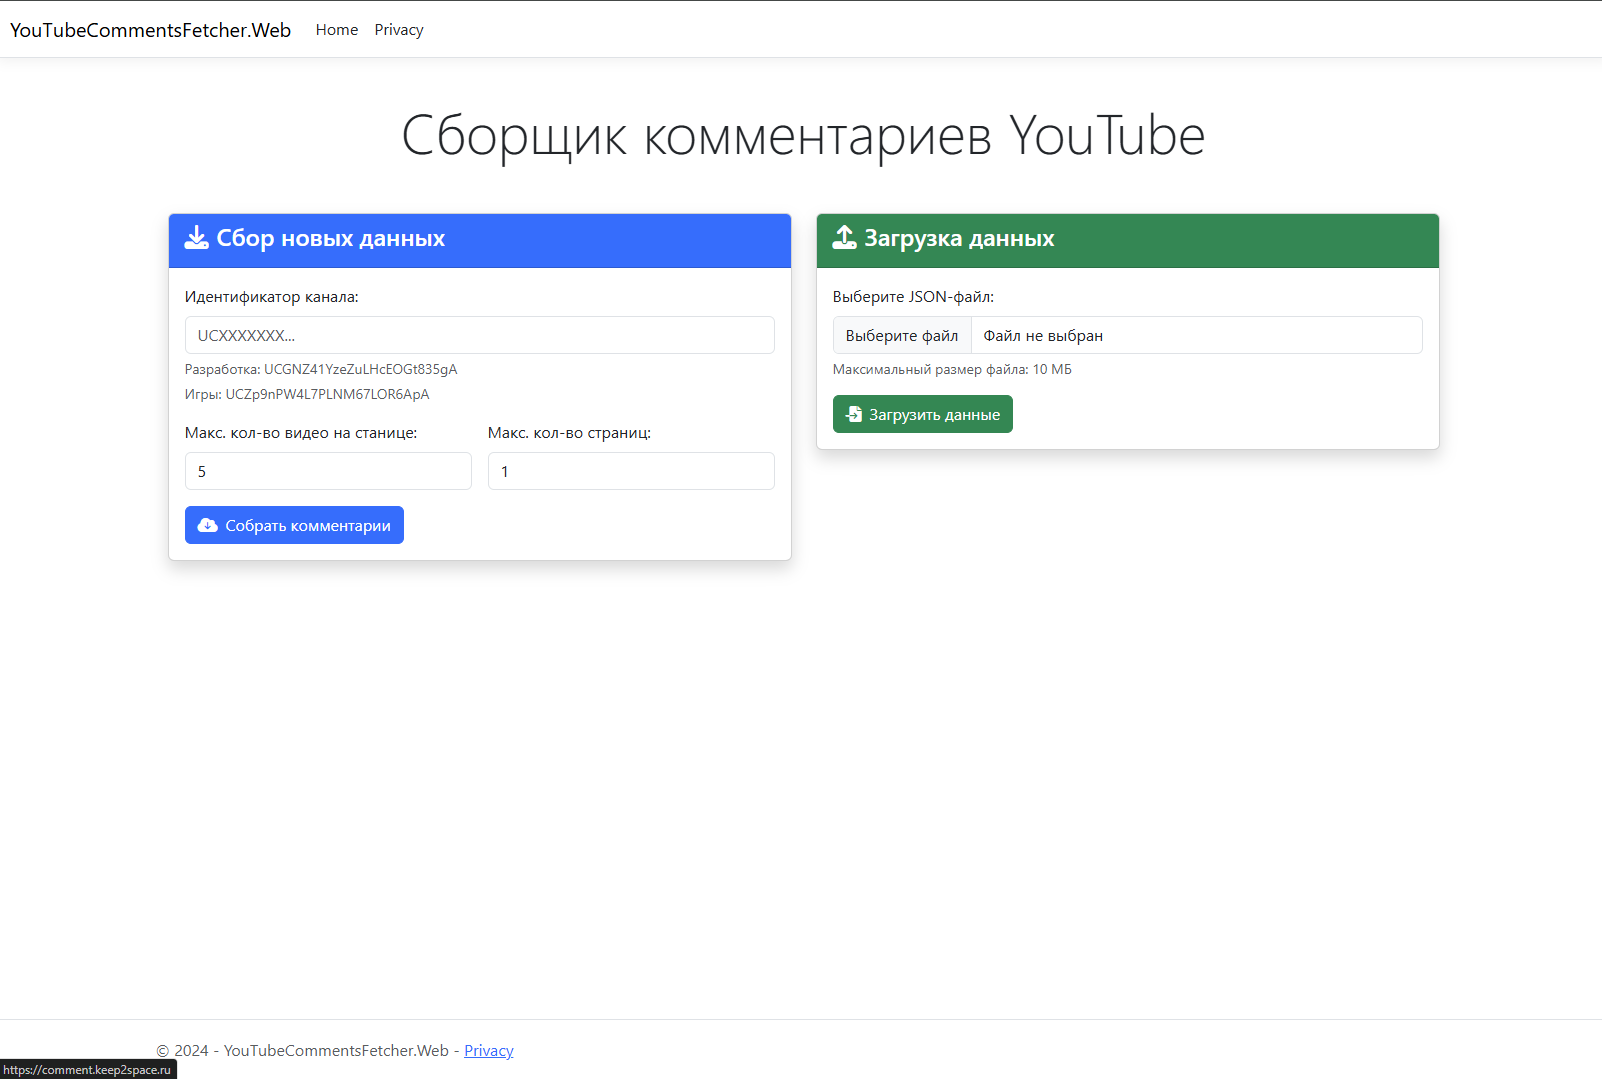 YouTubeCommentsFetcher.Web Home Privacy
Сборщик комментариев YouTube
Сбор новых данных
Идентификатор канала:
UCXXXXXXX...
Разработка: UCGNZ41YzeZuLHcEOGt835gA
Игры: UCZp9nPW4L7PLNM67LOR6ApA
Макс. кол-во видео на станице: Макс. кол-во страниц:
5 1
Собрать комментарии
Загрузка данных
Выберите JSON-файл:
Выберите файл Файл не выбран
Максимальный размер файла: 10 МБ
Загрузить данные
© 2024 - YouTubeCommentsFetcher.Web - Privacy
https://comment.keep2space.ru